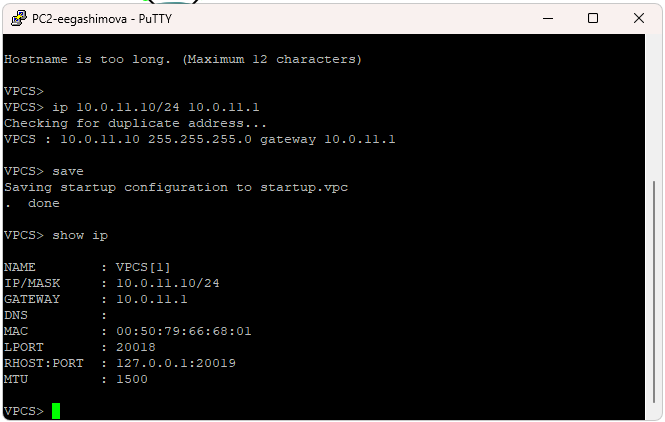 PC2-eegashimova - PuTTY
Hostname is too long. (Maximum 12 characters)
VPCS>
VPCS> ip 10.0.11.10/24 10.0.11.1
Checking for duplicate address...
VPCS : 10.0.11.10 255.255.255.0 gateway 10.0.11.1
VPCS> save
Saving startup configuration to startup.vpc
.  done
VPCS> show ip
NAME        : VPCS[1]
IP/MASK     : 10.0.11.10/24
GATEWAY     : 10.0.11.1
DNS         :
MAC         : 00:50:79:66:68:01
LPORT       : 20018
RHOST:PORT  : 127.0.0.1:20019
MTU         : 1500
VPCS>